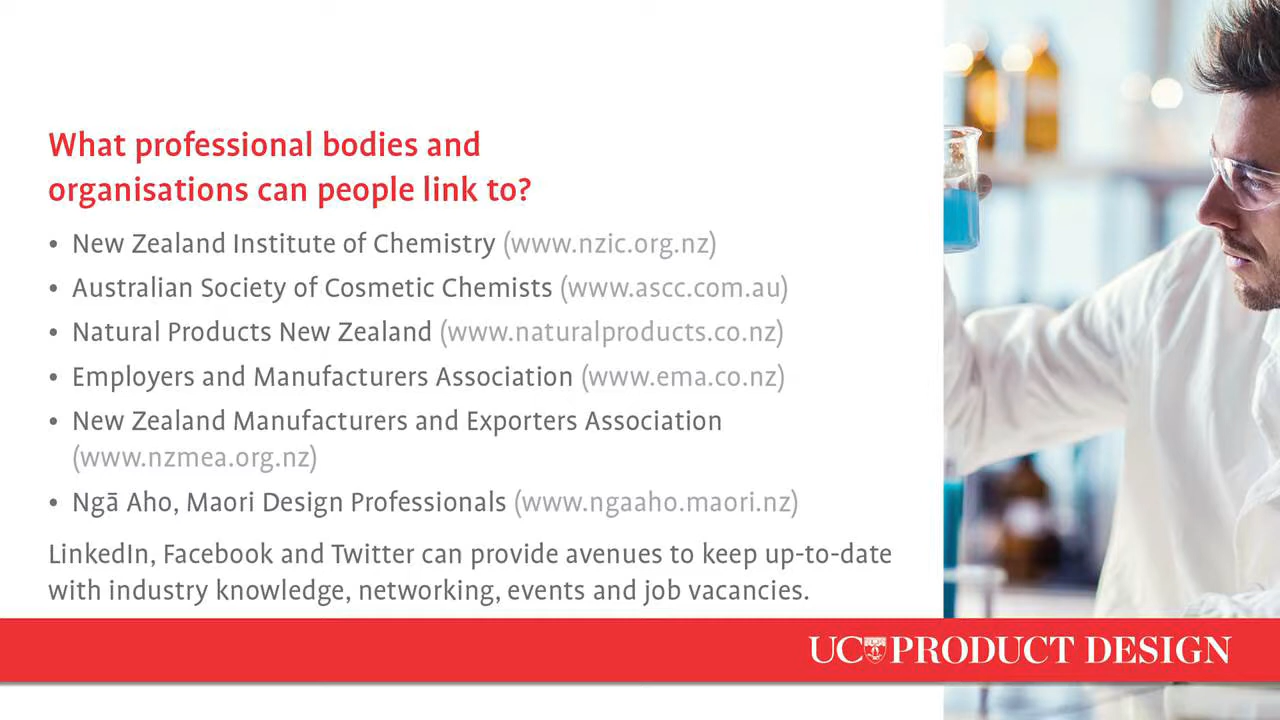 What professional bodies and
organisations can people link to?
• New Zealand Institute of Chemistry (www.nzic.org.nz)
• Australian Society of Cosmetic Chemists (www.ascc.com.au)
• Natural Products New Zealand (www.naturalproducts.co.nz)
• Employers and Manufacturers Association (www.ema.co.nz)
• New Zealand Manufacturers and Exporters Association
(www.nzmea.org.nz)
• Ngā Aho, Maori Design Professionals (www.ngaaho.maori.nz)
LinkedIn, Facebook and Twitter can provide avenues to keep up-to-date
with industry knowledge, networking, events and job vacancies.
UC PRODUCT DESIGN